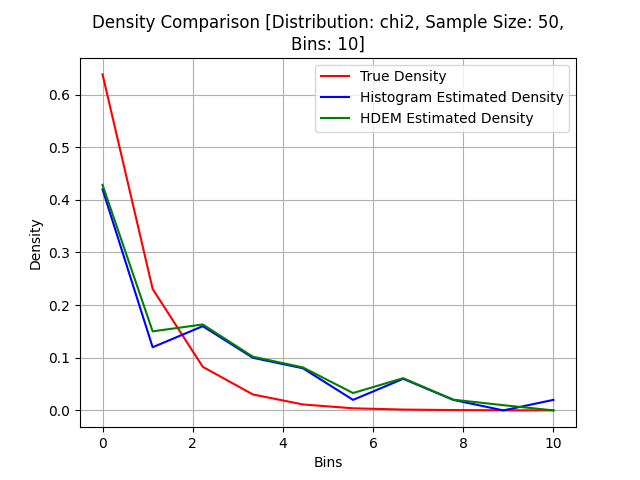 Density Comparison [Distribution: chi2, Sample Size: 50,
Bins: 10]
True Density
Histogram Estimated Density
HDEM Estimated Density
Density
0.6
0.5
0.4
0.3
0.2
0.1
0.0
0 2 4 6 8 10
Bins